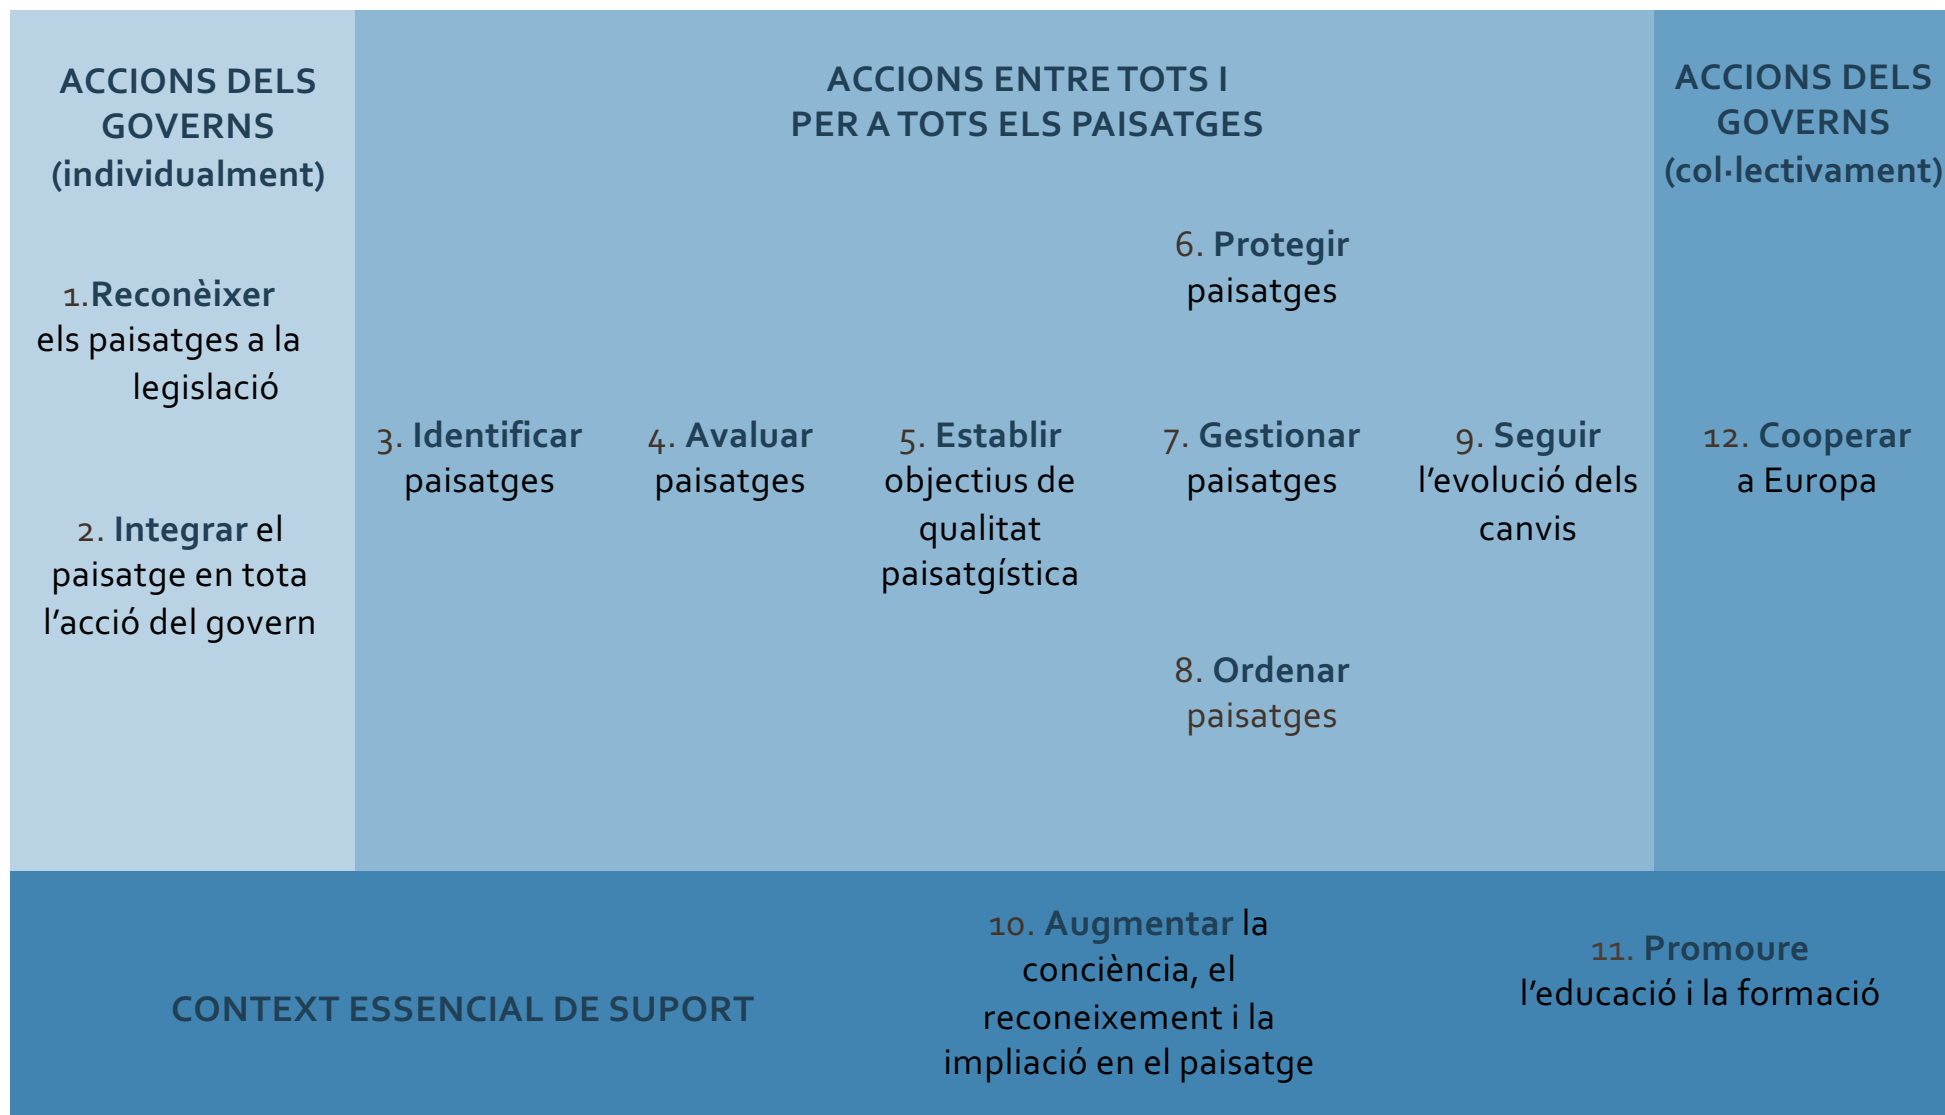 ACCIONS DELS
GOVERNS
(individualment)
1.Reconèixer
els paisatges a la
legislació
2. Integrar el
paisatge en tota
l’acció del govern
ACCIONS ENTRE TOTS I
PER A TOTS ELS PAISATGES
3. Identificar
paisatges
4. Avaluar
paisatges
5. Establir
objectius de
qualitat
paisatgística
6. Protegir
paisatges
7. Gestionar
paisatges
8. Ordenar
paisatges
9. Seguir
l’evolució dels
canvis
ACCIONS DELS
GOVERNS
(col·lectivament)
12. Cooperar
a Europa
CONTEXT ESSENCIAL DE SUPORT
10. Augmentar la
conciència, el
reconeixement i la
impliació en el paisatge
11. Promoure
l’educació i la formació